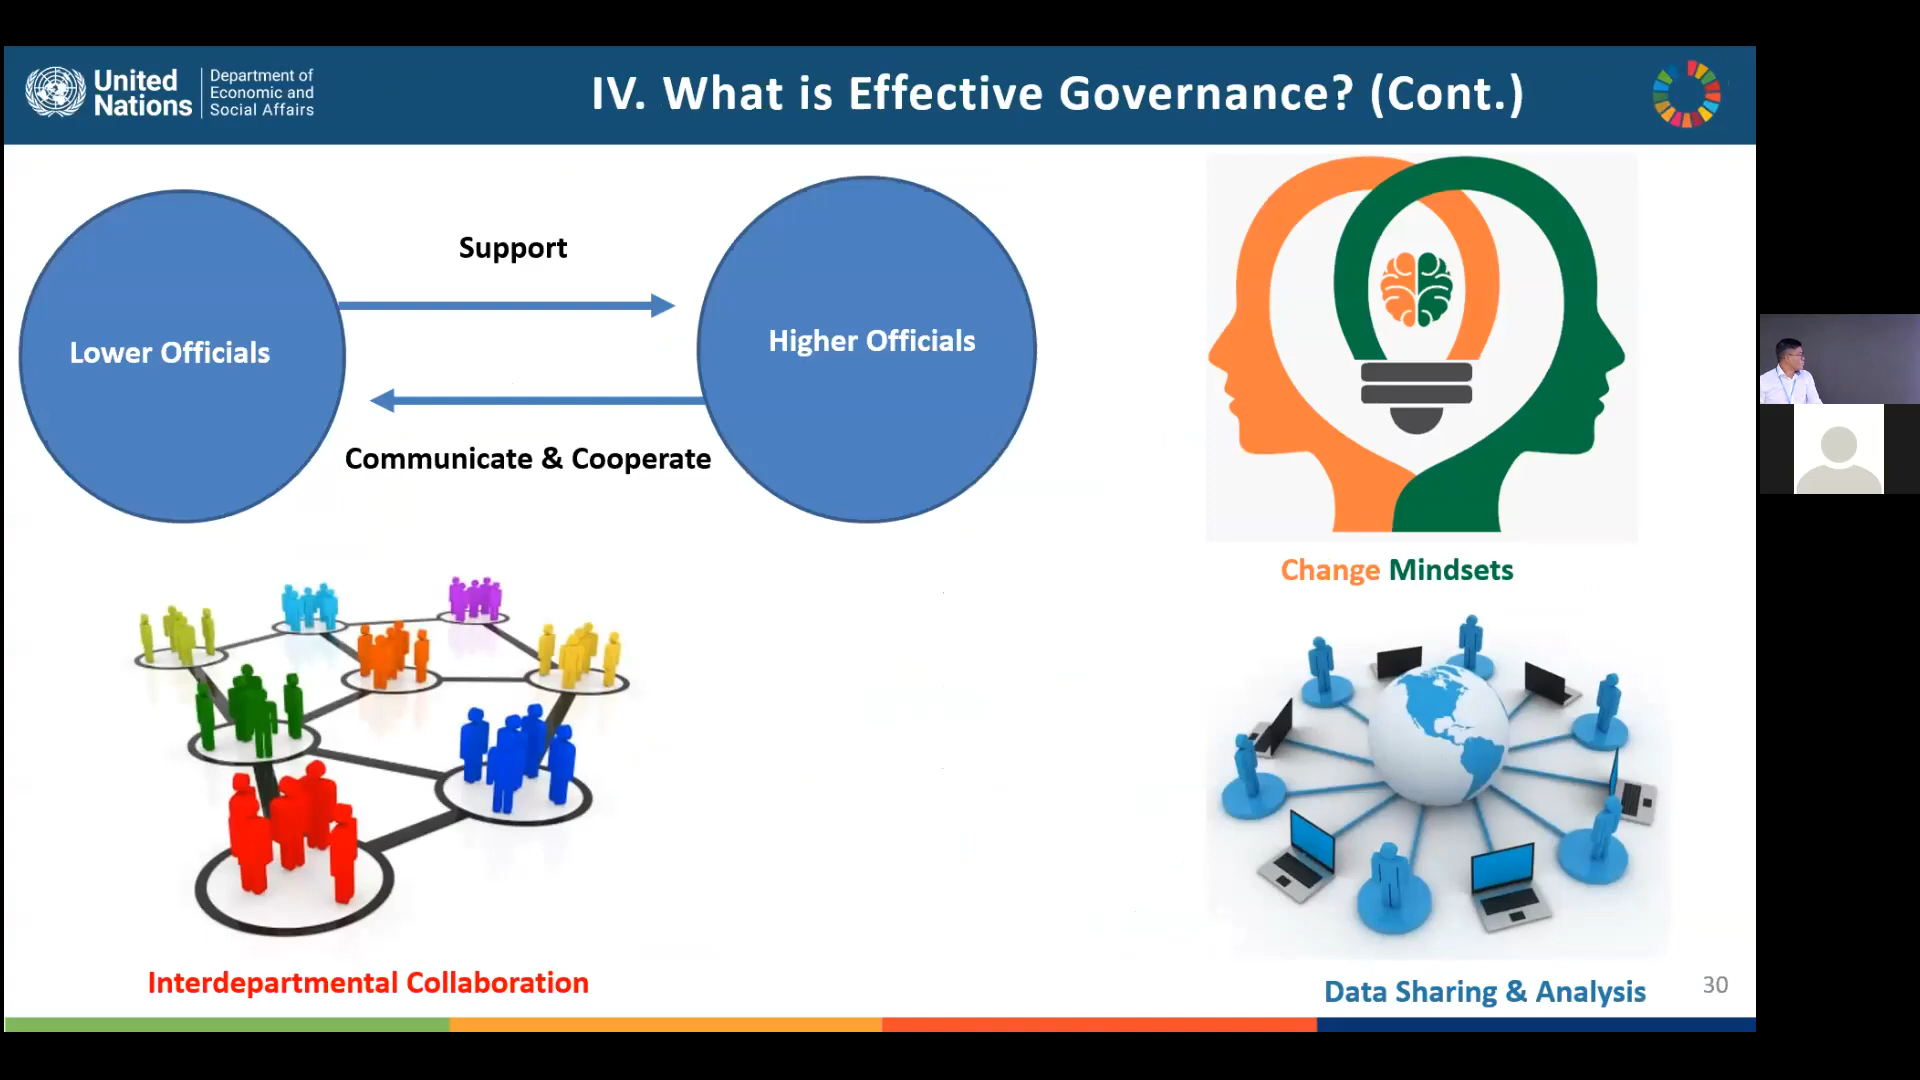 United
Nations
Department of
Economic and
Social Affairs
IV. What is Effective Governance? (Cont.)
Support
Lower Officials
Higher Officials
Communicate & Cooperate
Change Mindsets
Interdepartmental Collaboration
Data Sharing & Analysis
30